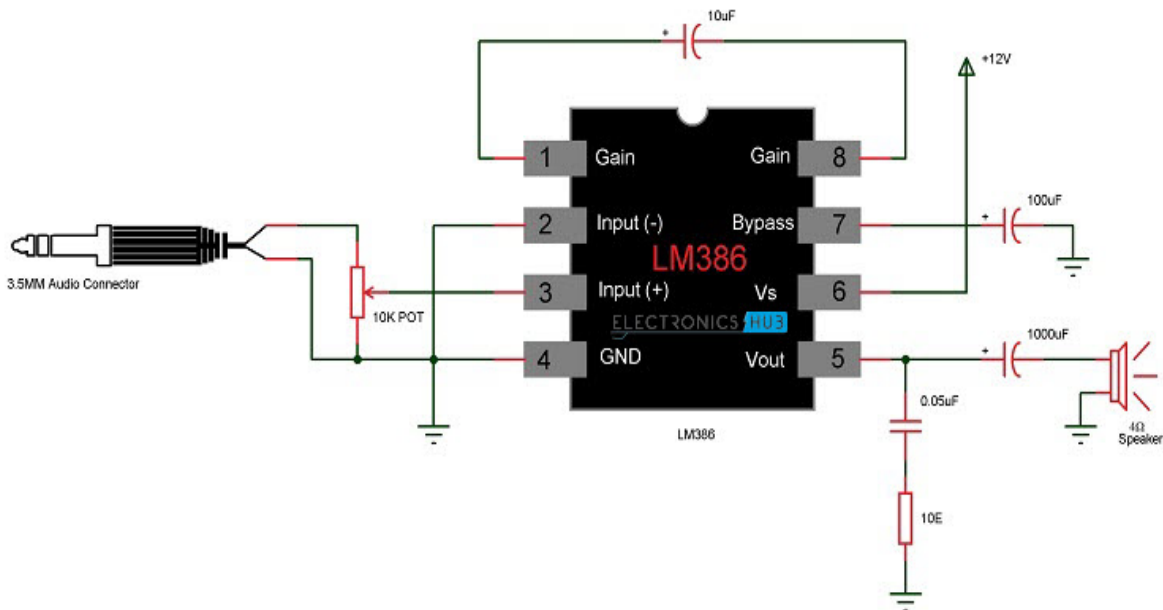 10uF
+
+12V
1 Gain
Gain 8
2 Input (-)
Bypass 7
100uF
+
LM386
3.5MM Audio Connector
3 Input (+)
Vs 6
10K POT
ELECTRONICS HUB
1000uF
4 GND
Vout 5
+
0.05uF
LM386
4Ω
Speaker
10E